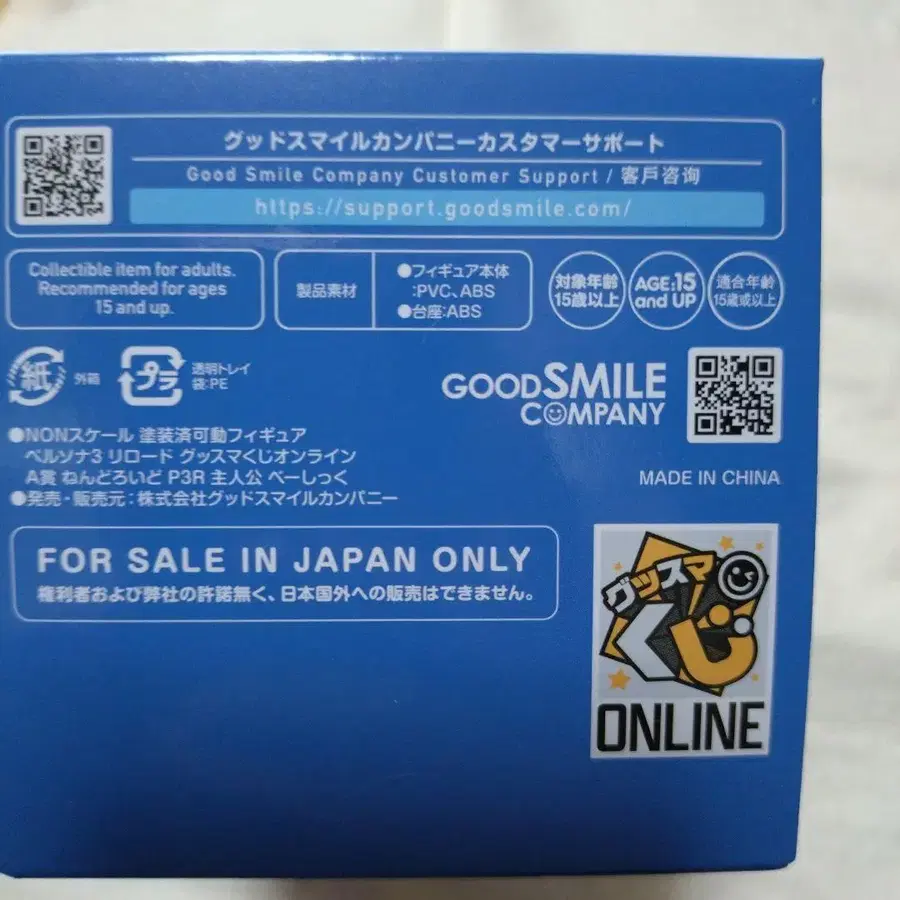 グッドスマイルカンパニーカスタマーサポート
Good Smile Company Customer Support / 客戶咨询
https://support.goodsmile.com/
Collectible item for adults.
Recommended for ages
15 and up.
製品素材
●フィギュア本体
:PVC、ABS
●台座:ABS
対象年齢
15歳以上
AGE:15
and UP
適合年齡
15歲或以上
紙
外箱
プラ
透明トレイ
袋:PE
GOODSMILE
COMPANY
●NONスケール 塗装済可動フィギュア
ペルソナ3 リロード グッスマくじオンライン
A賞 ねんどろいど P3R 主人公 べーしっく
●発売・販売元:株式会社グッドスマイルカンパニー
MADE IN CHINA
FOR SALE IN JAPAN ONLY
権利者および弊社の許諾無く、日本国外への販売はできません。
グッスマ
くじ
ONLINE